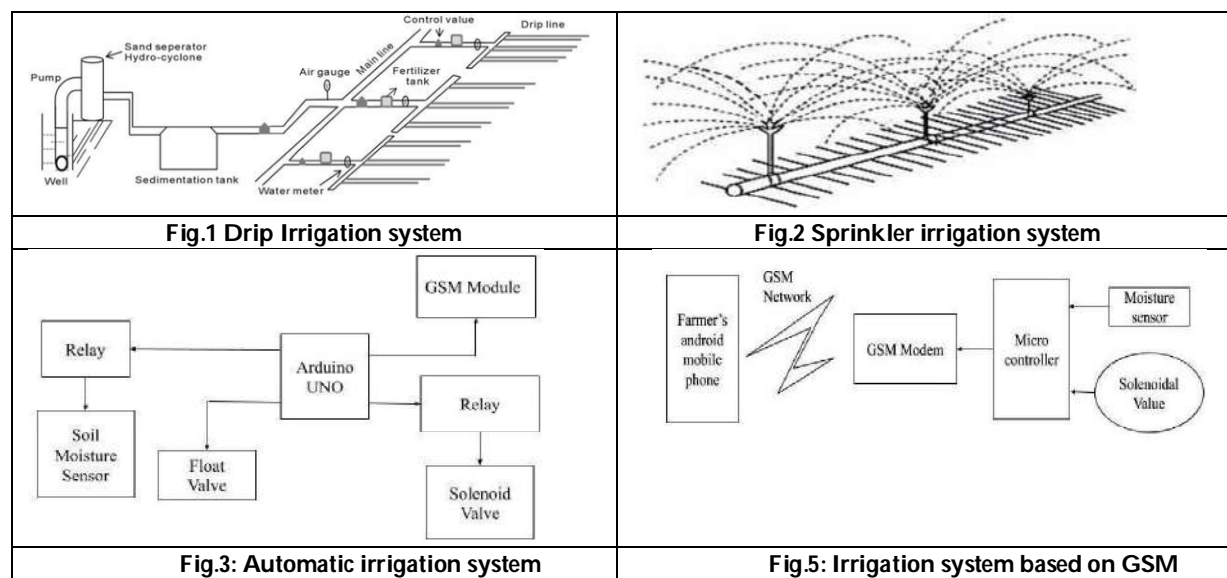 Control value
Drip line
Sand seperator
Hydro-cyclone
Pump
Air gauge
Main line
Fertilizer
tank
Well
Sedimentation tank
Water meter
Fig.1 Drip Irrigation system
Fig.2 Sprinkler irrigation system
GSM Module
Relay
Arduino
UNO
Relay
Soil
Moisture
Sensor
Float
Valve
Solenoid
Valve
Fig.3: Automatic irrigation system
GSM
Network
Farmer's
android
mobile
phone
GSM Modem
Micro
controller
Moisture
sensor
Solenoidal
Value
Fig.5: Irrigation system based on GSM